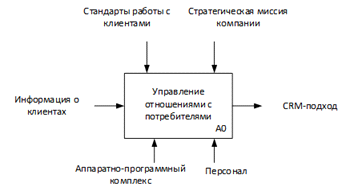 Стандарты работы с
клиентами
Стратегическая миссия
компании
Информация о
клиентах
Управление
отношениями с
потребителями
A0
CRM-подход
Аппаратно-программный
комплекс
Персонал